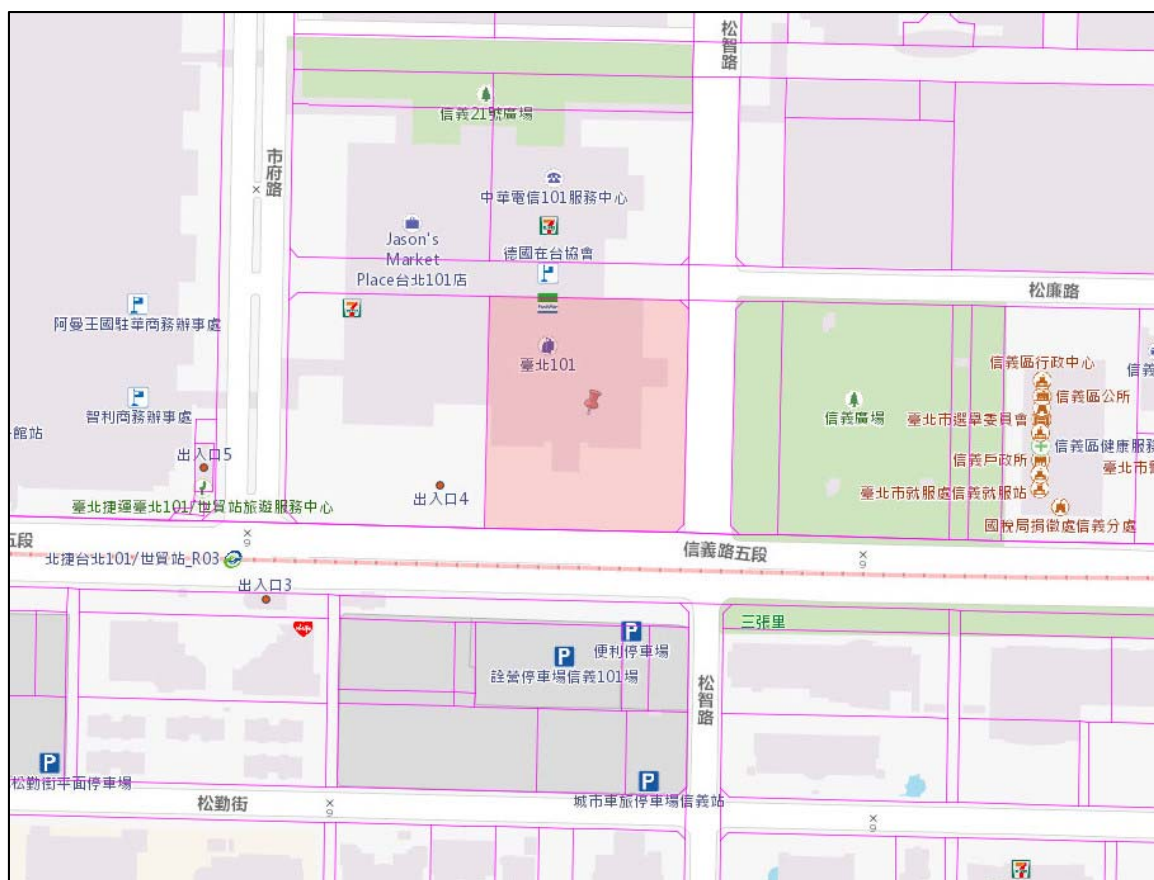 松智路
信義21號廣場
市府路
中華電信101服務中心
Jason's
Market
Place台北101店
德國在台協會
松廉路
阿曼王國駐華商務辦事處
臺北101
信義區行政中心
信義
信義區公所
智利商務辦事處
信義廣場
臺北市選舉委員會
館站
信義區健康服務
出入口5
信義戶政所
臺北市
出入口4
臺北市就服處信義就服站
臺北捷運臺北101/世貿站旅遊服務中心
國稅局捐徵處信義分處
五段
信義路五段
北捷台北101/世貿站_R03
出入口3
三張里
便利停車場
詮營停車場信義101場
松智路
松勤街平面停車場
松勤街
城市車旅停車場信義站